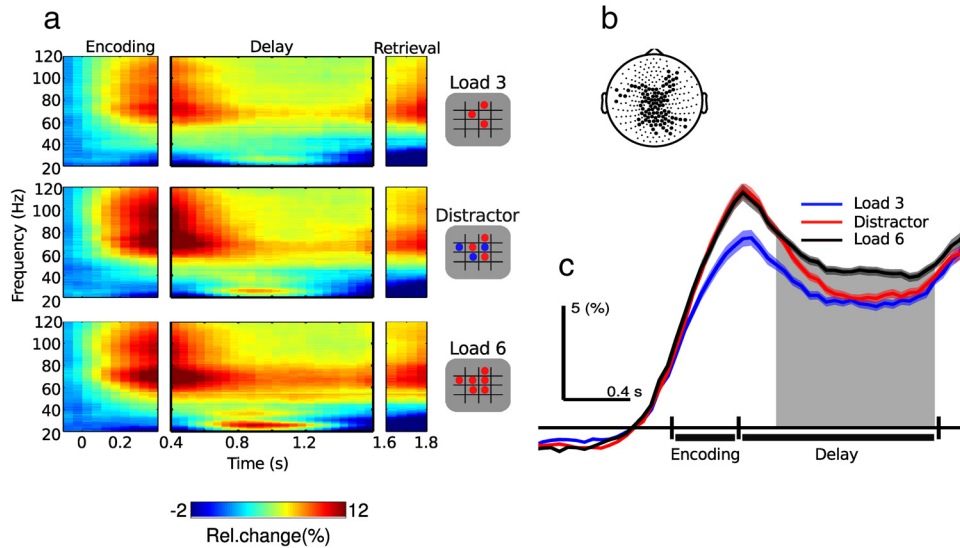 a
b
Encoding Delay Retrieval
120
100
80
60
40
20
Load 3
120
100
80
60
40
20
Distractor
Frequency (Hz)
120
100
80
60
40
20
Load 6
0 0.2 0.4 0.8 1.2 1.6 1.8
Time (s)
-2 12
Rel.change(%)
c
Load 3
Distractor
Load 6
5 (%)
0.4 s
Encoding Delay